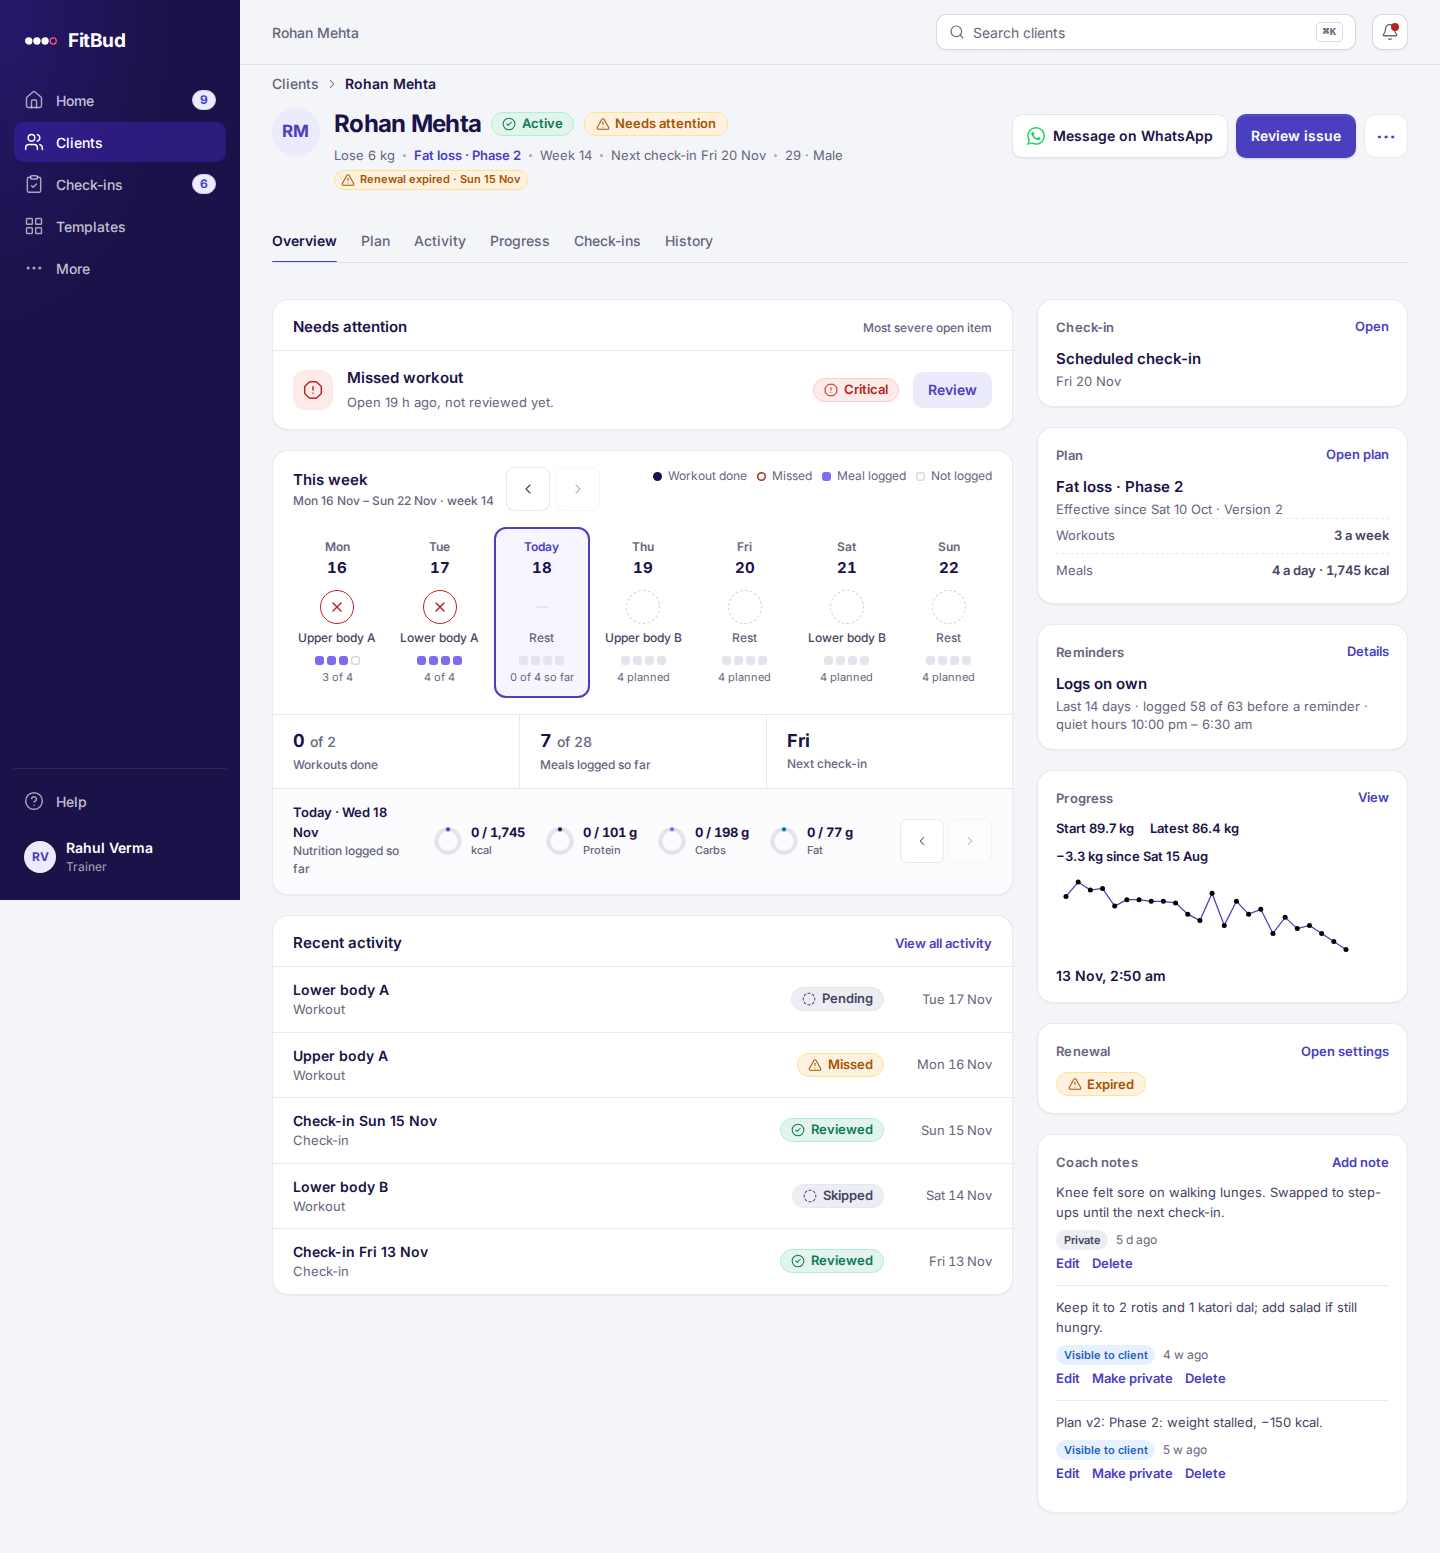 FitBud
Home 9
Clients
Check-ins 6
Templates
More
Help
RV
Rahul Verma
Trainer
Rohan Mehta
Search clients ⌘K
Clients > Rohan Mehta
RM
Rohan Mehta Active Needs attention
Lose 6 kg • Fat loss · Phase 2 • Week 14 • Next check-in Fri 20 Nov • 29 · Male
Renewal expired · Sun 15 Nov
Message on WhatsApp Review issue
Overview Plan Activity Progress Check-ins History
Needs attention Most severe open item
Missed workout
Open 19 h ago, not reviewed yet.
Critical Review
This week
Mon 16 Nov – Sun 22 Nov · week 14
Workout done Missed Meal logged Not logged
Mon Tue Today Thu Fri Sat Sun
16 17 18 19 20 21 22
Upper body A Lower body A Rest Upper body B Rest Lower body B Rest
3 of 4 4 of 4 0 of 4 so far 4 planned 4 planned 4 planned 4 planned
0 of 2 7 of 28 Fri
Workouts done Meals logged so far Next check-in
Today · Wed 18
Nov
Nutrition logged so
far
0 / 1,745 0 / 101 g 0 / 198 g 0 / 77 g
kcal Protein Carbs Fat
Recent activity View all activity
Lower body A
Workout
Pending Tue 17 Nov
Upper body A
Workout
Missed Mon 16 Nov
Check-in Sun 15 Nov
Check-in
Reviewed Sun 15 Nov
Lower body B
Workout
Skipped Sat 14 Nov
Check-in Fri 13 Nov
Check-in
Reviewed Fri 13 Nov
Check-in Open
Scheduled check-in
Fri 20 Nov
Plan Open plan
Fat loss · Phase 2
Effective since Sat 10 Oct · Version 2
Workouts 3 a week
Meals 4 a day · 1,745 kcal
Reminders Details
Logs on own
Last 14 days · logged 58 of 63 before a reminder ·
quiet hours 10:00 pm – 6:30 am
Progress View
Start 89.7 kg Latest 86.4 kg
−3.3 kg since Sat 15 Aug
13 Nov, 2:50 am
Renewal Open settings
Expired
Coach notes Add note
Knee felt sore on walking lunges. Swapped to step-
ups until the next check-in.
Private 5 d ago
Edit Delete
Keep it to 2 rotis and 1 katori dal; add salad if still
hungry.
Visible to client 4 w ago
Edit Make private Delete
Plan v2: Phase 2: weight stalled, −150 kcal.
Visible to client 5 w ago
Edit Make private Delete